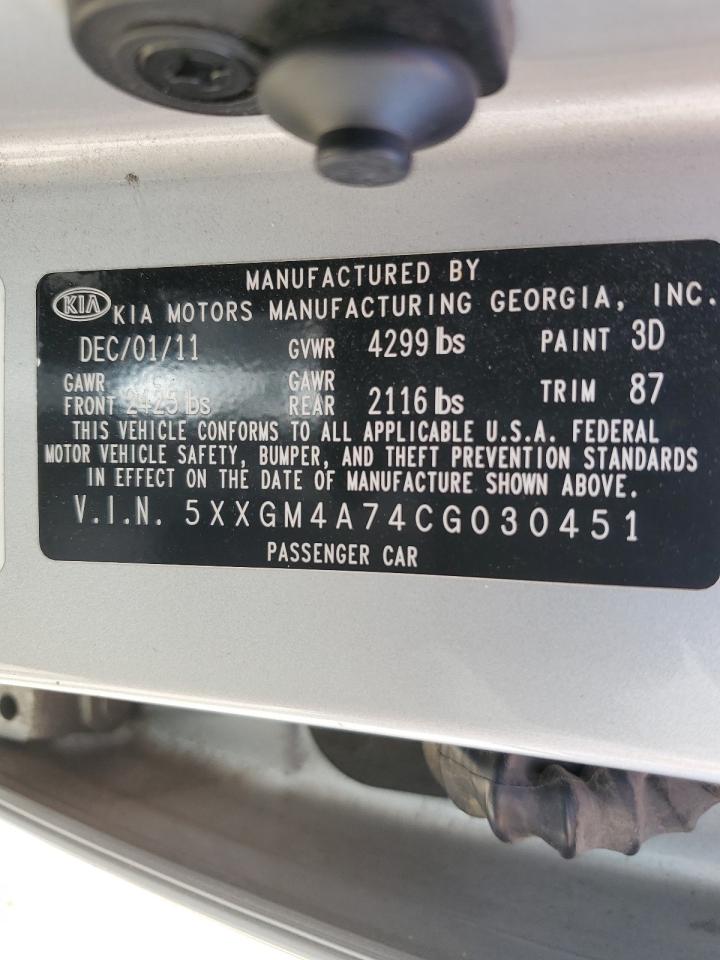 MANUFACTURED BY
KIA KIA MOTORS MANUFACTURING GEORGIA, INC.
DEC/01/11 GVWR 4299 lbs PAINT 3D
GAWR FRONT 2425 lbs GAWR REAR 2116 lbs TRIM 87
THIS VEHICLE CONFORMS TO ALL APPLICABLE U.S.A. FEDERAL
MOTOR VEHICLE SAFETY, BUMPER, AND THEFT PREVENTION STANDARDS
IN EFFECT ON THE DATE OF MANUFACTURE SHOWN ABOVE.
V.I.N. 5XXGM4A74CG030451
PASSENGER CAR